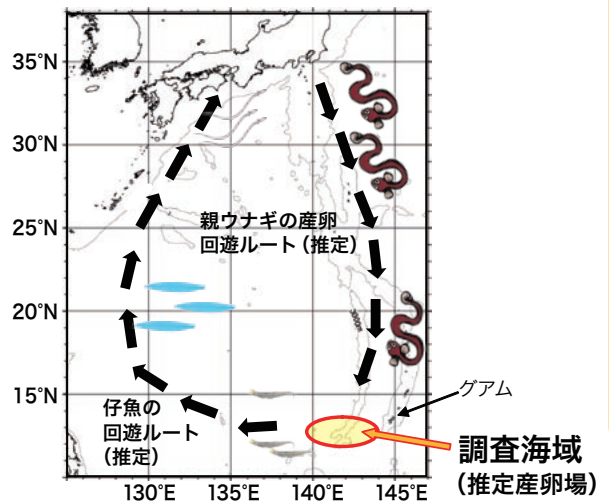 35°N
30°N
25°N
親ウナギの産卵
回遊ルート（推定）
20°N
15°N
グアム
仔魚の
回遊ルート
（推定）
調査海域
（推定産卵場）
130°E
135°E
140°E
145°E